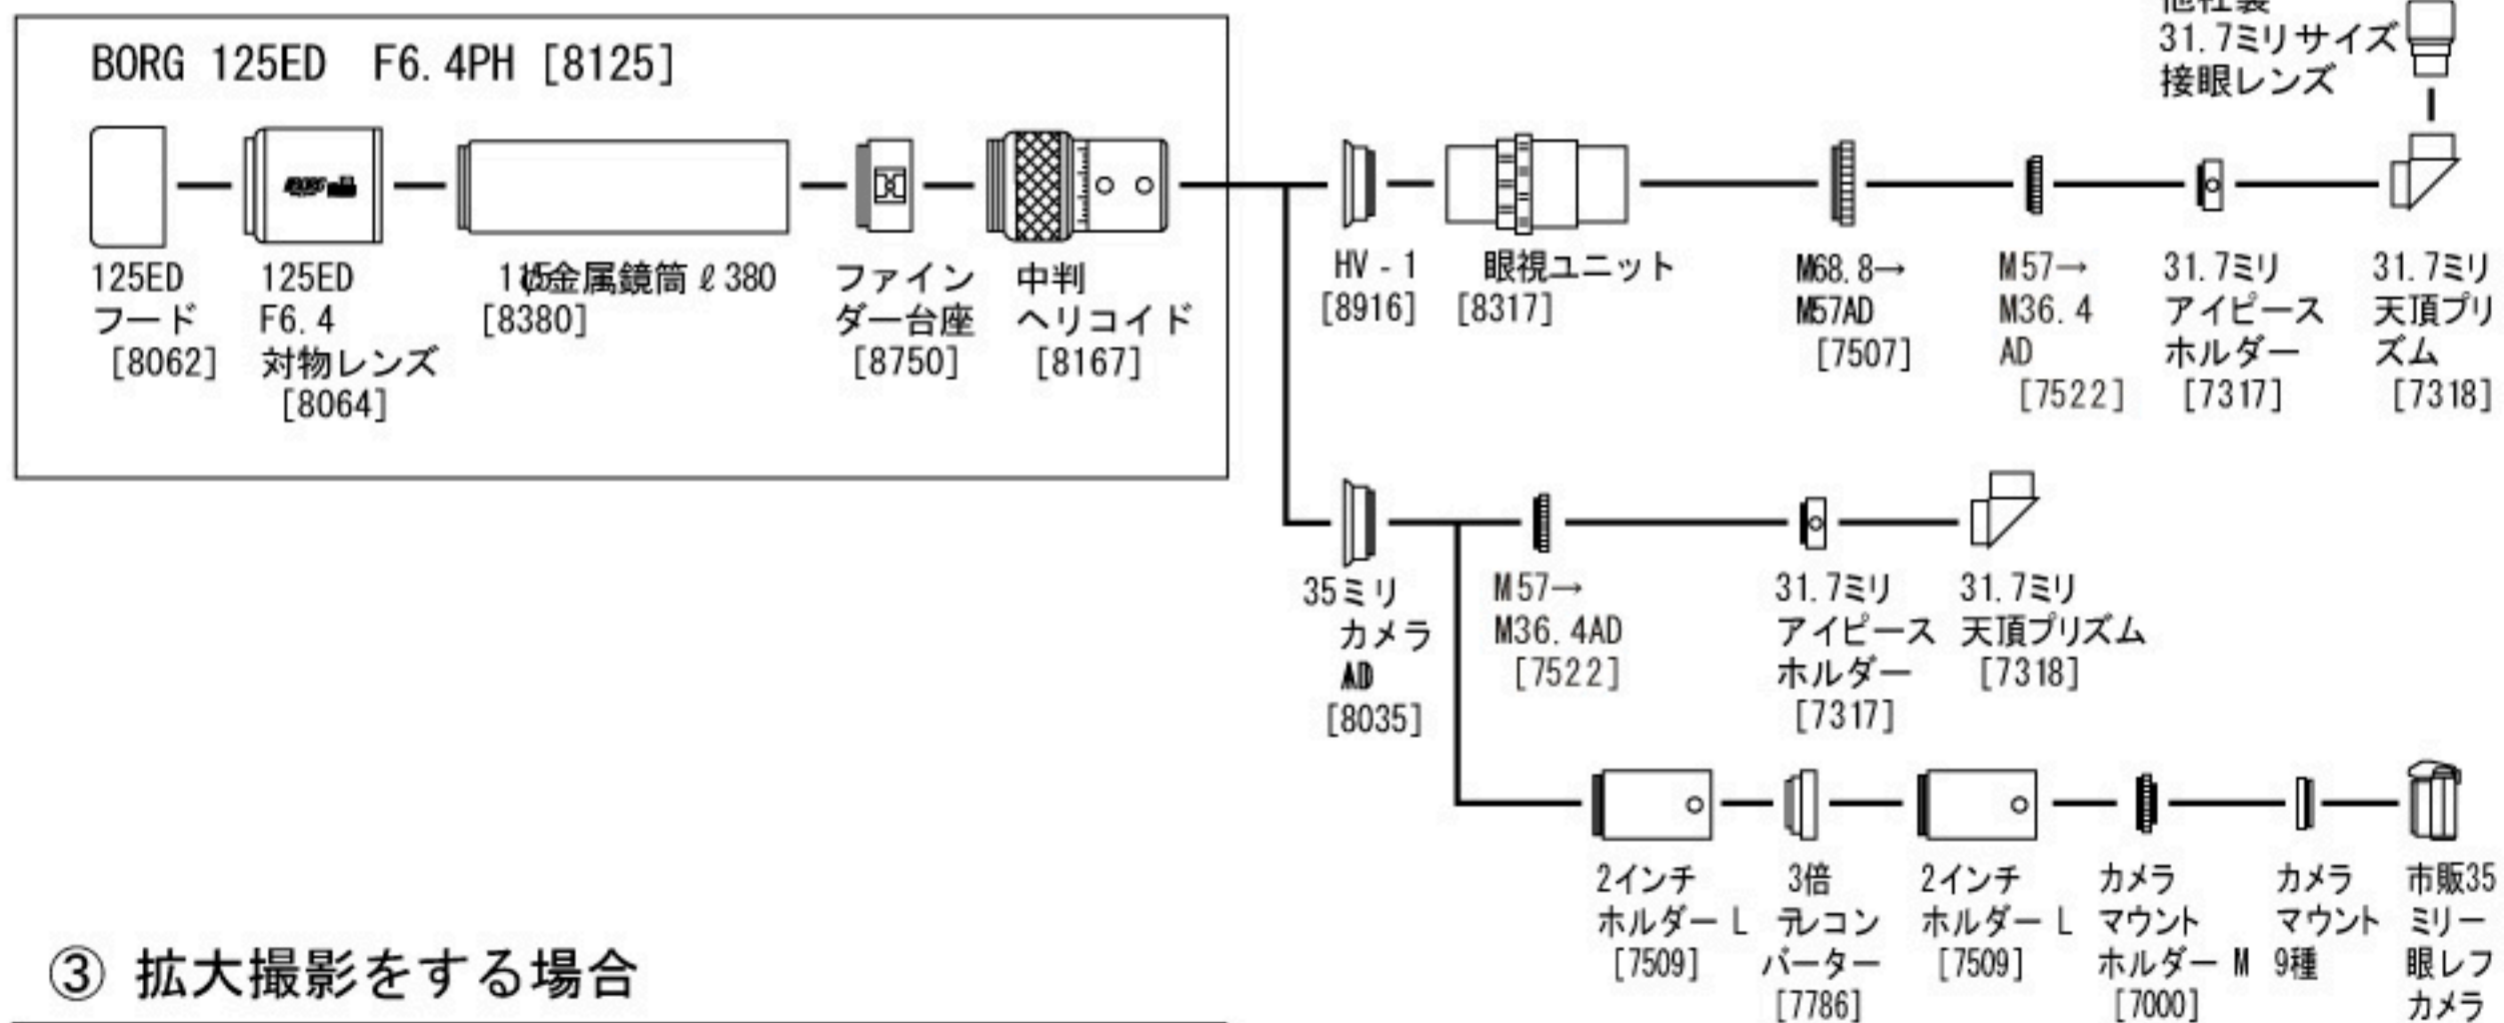 BORG 125ED F6.4PH [8125]
125ED
フード
[8062]
125ED
F6.4
対物レンズ
[8064]
115φ金属鏡筒ℓ380
[8380]
ファイン
ダー台座
[8750]
中判
ヘリコイド
[8167]
HV-1
[8916]
眼視ユニット
[8317]
M68.8→
M57AD
[7507]
M57→
M36.4
AD
[7522]
31.7ミリ
アイピース
ホルダー
[7317]
31.7ミリ
天頂プリ
ズム
[7318]
他社製
31.7ミリサイズ
接眼レンズ
35ミリ
カメラ
AD
[8035]
M57→
M36.4AD
[7522]
31.7ミリ
アイピース
ホルダー
[7317]
31.7ミリ
天頂プリズム
[7318]
2インチ
ホルダーL
[7509]
3倍
テレコン
バーター
[7786]
2インチ
ホルダーL
[7509]
カメラ
マウント
ホルダーM
[7000]
カメラ
マウント
9種
市販35
ミリ一
眼レフ
カメラ
③ 拡大撮影をする場合